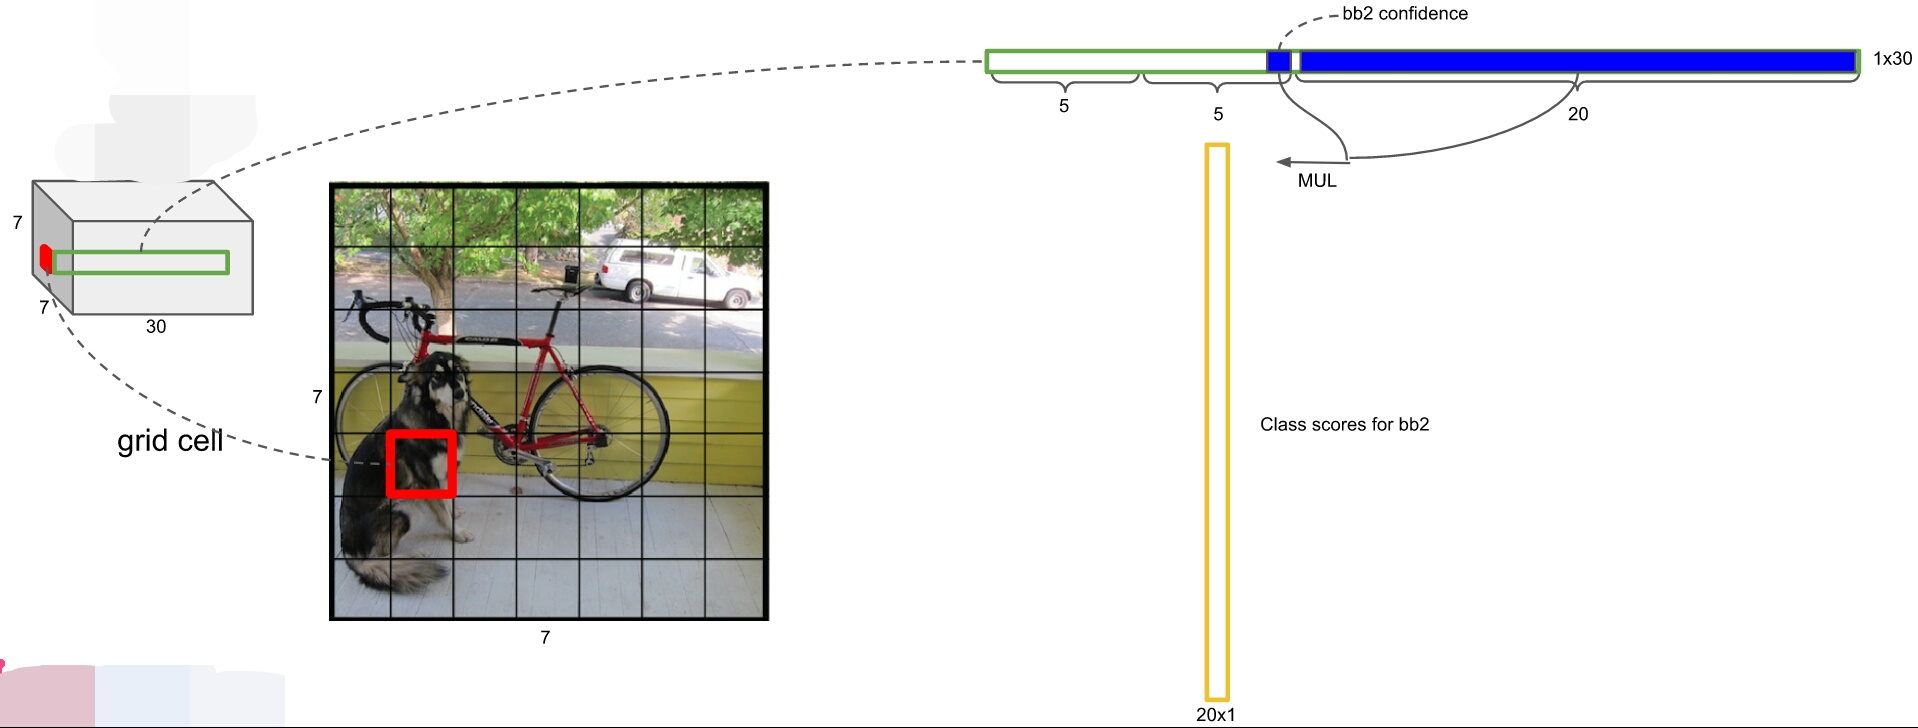 bb2 confidence
1x30
5
5
20
MUL
7
7
30
grid cell
7
7
Class scores for bb2
20x1